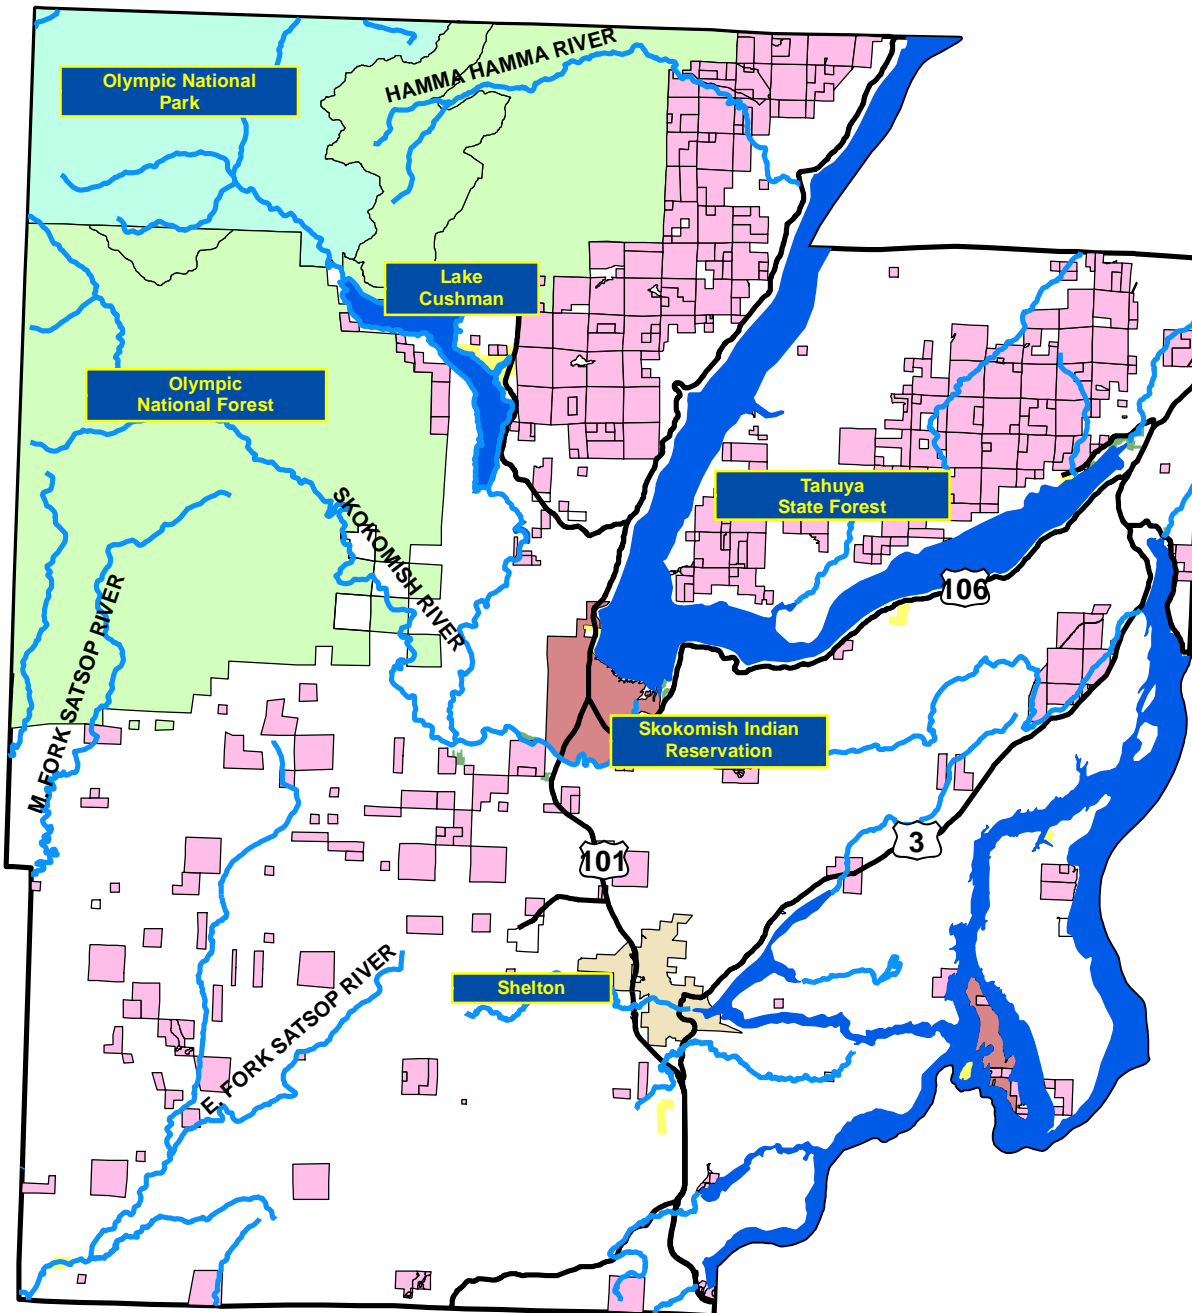 HAMMA HAMMA RIVER
Olympic National
Park
Lake
Cushman
Olympic
National Forest
Tahuya
State Forest
SKOKOMISH RIVER
106
M. FORK SATSOP RIVER
Skokomish Indian
Reservation
3
101
E. FORK SATSOP RIVER
Shelton